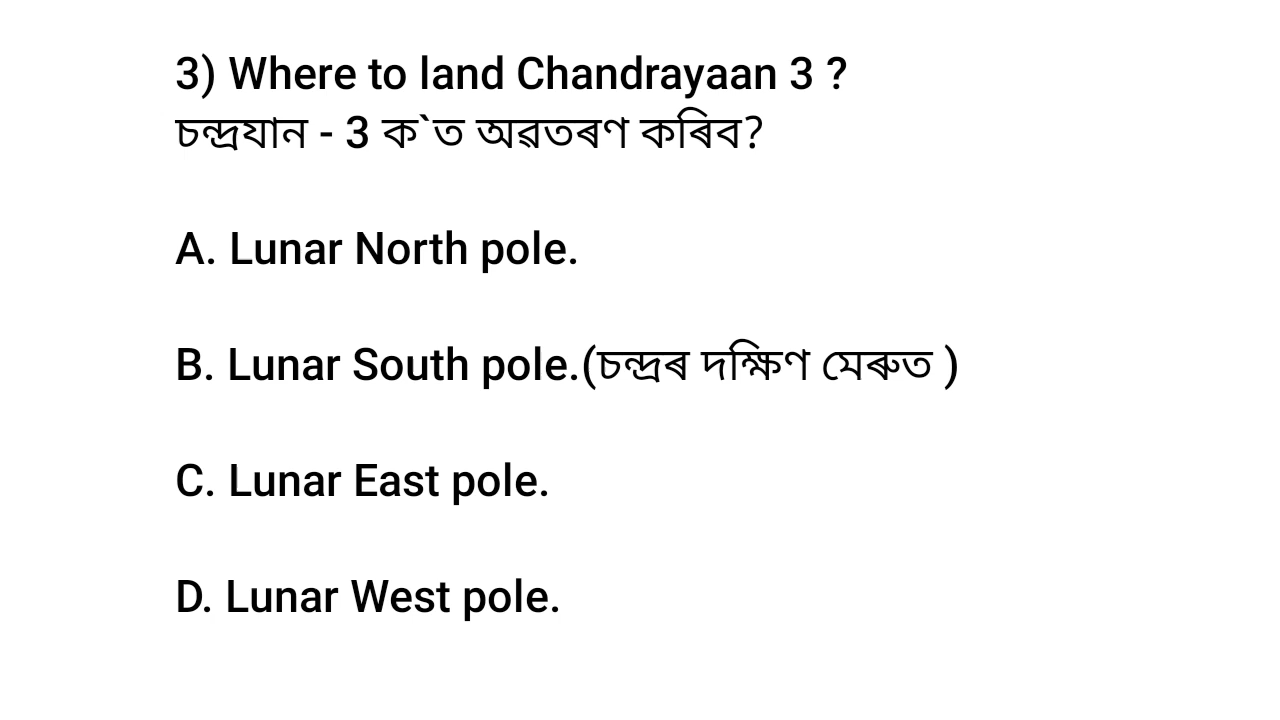 3) Where to land Chandrayaan 3 ?
চন্দ্ৰযান - 3 ক`ত অৱতৰণ কৰিব?
A. Lunar North pole.
B. Lunar South pole.(চন্দ্ৰৰ দক্ষিণ মেৰুত )
C. Lunar East pole.
D. Lunar West pole.